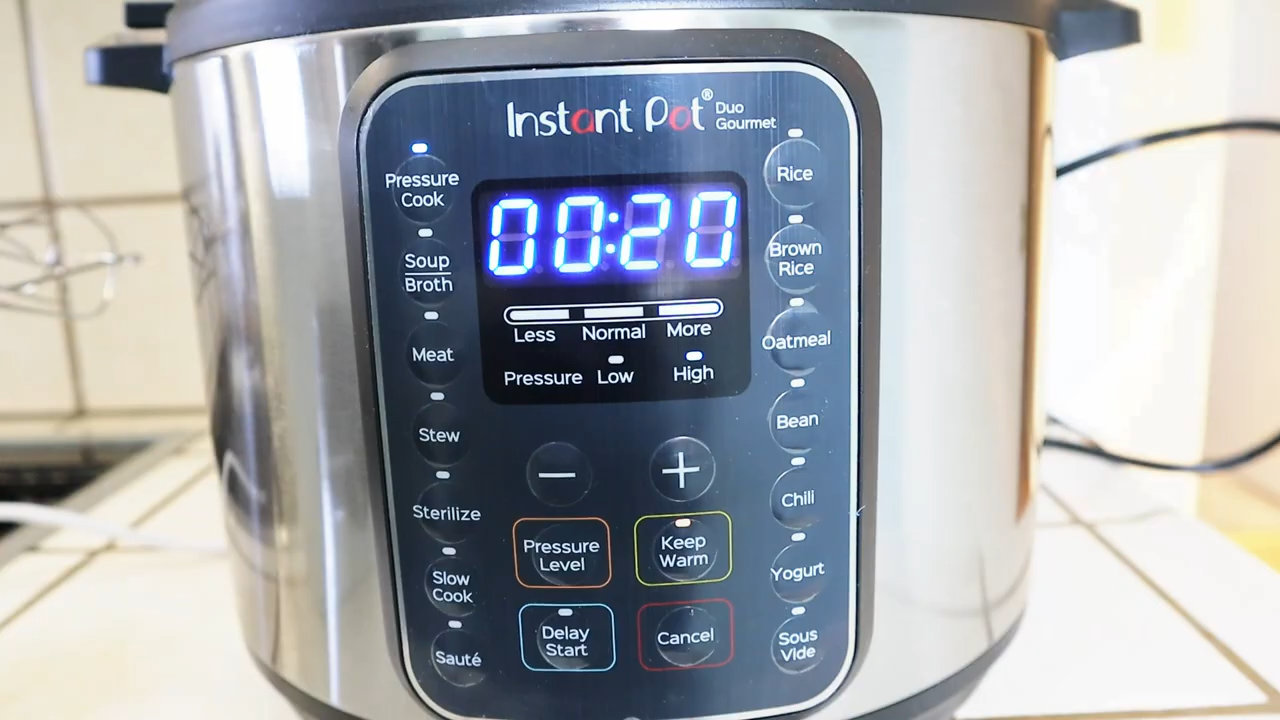 Instant Pot® Duo
Gourmet
Pressure
Cook
Soup
Broth
Meat
Stew
Sterilize
Slow
Cook
Sauté
00:20
Less Normal More
Pressure Low High
− +
Pressure
Level
Keep
Warm
Delay
Start
Cancel
Rice
Brown
Rice
Oatmeal
Bean
Chili
Yogurt
Sous
Vide